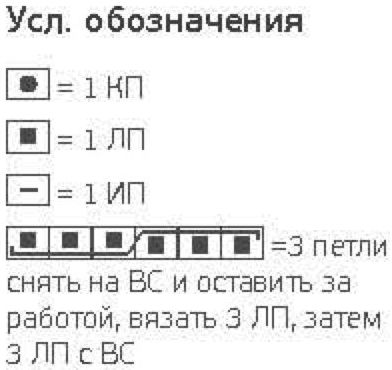 Усл. обозначения
= 1 КП
= 1 ЛП
= 1 ИП
=3 петли
снять на ВС и оставить за
работой, вязать 3 ЛП, затем
3 ЛП с ВС